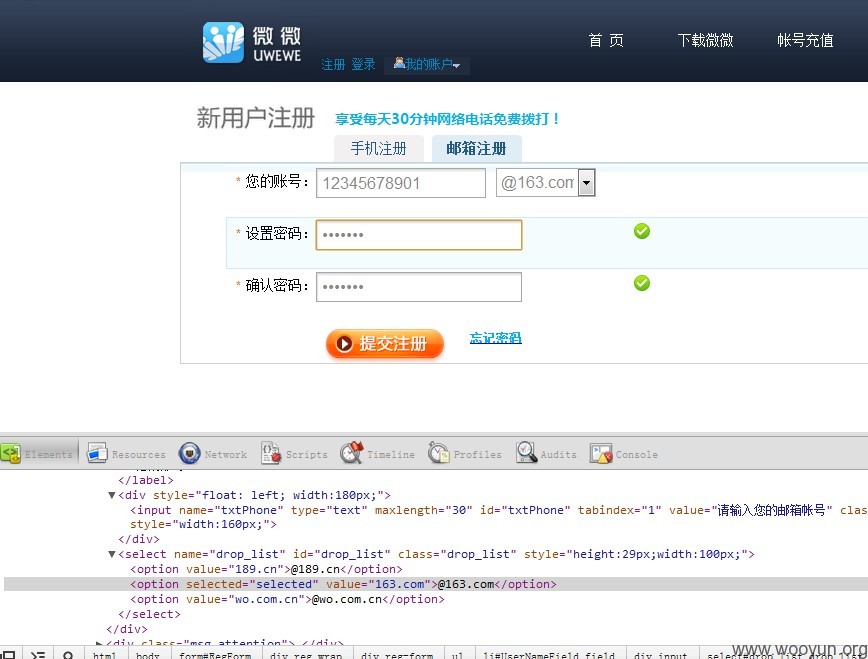 微微
UWEWE
注册 登录 我的账户
首 页 下载微微 帐号充值
新用户注册 享受每天30分钟网络电话免费拨打！
手机注册 邮箱注册
* 您的账号： 12345678901 @163.com
* 设置密码： •••••••
* 确认密码： •••••••
提交注册 忘记密码
Elements Resources Network Scripts Timeline Profiles Audits Console
</label>
▼<div style="float: left; width:180px;">
<input name="txtPhone" type="text" maxlength="30" id="txtPhone" tabindex="1" value="请输入您的邮箱帐号" clas
style="width:160px;">
</div>
▼<select name="drop_list" id="drop_list" class="drop_list" style="height:29px;width:100px;">
<option value="189.cn">@189.cn</option>
<option selected="selected" value="163.com">@163.com</option>
<option value="wo.com.cn">@wo.com.cn</option>
</select>
</div>
▶<div class="msg attention">…</div>
html body form#RegForm div.reg_wrap div.reg-form ul li#UserNameField.field div.input select#drop_list.drop_list
www.wooyun.org